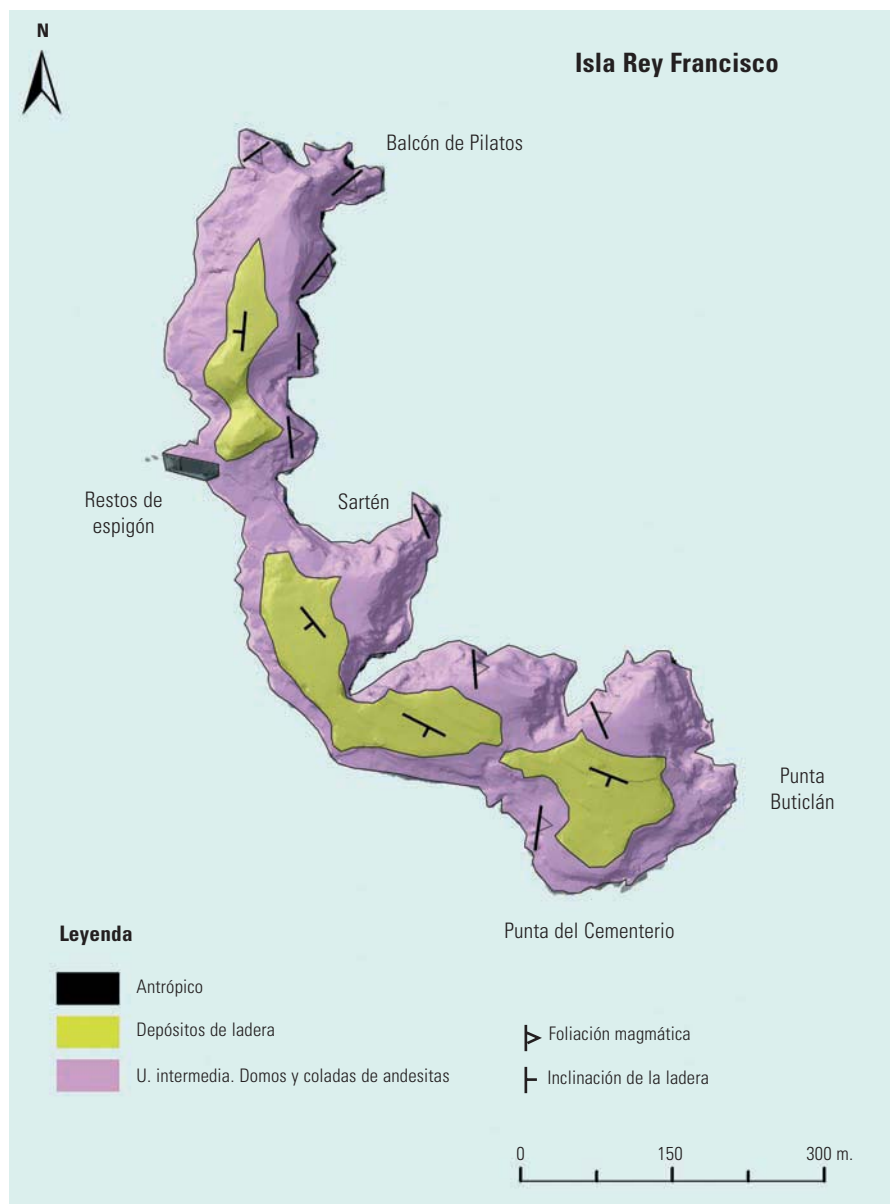 N
Isla Rey Francisco
Balcón de Pilatos
Restos de
espigón
Sartén
Punta
Buticlán
Punta del Cementerio
Leyenda
Antrópico
Depósitos de ladera
U. intermedia. Domos y coladas de andesitas
Foliación magmática
Inclinación de la ladera
0 150 300 m.